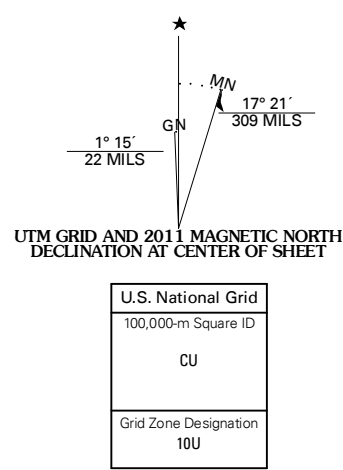 MN
GN
17° 21´
309 MILS
1° 15´
22 MILS
UTM GRID AND 2011 MAGNETIC NORTH
DECLINATION AT CENTER OF SHEET
U.S. National Grid
100,000-m Square ID
CU
Grid Zone Designation
10U